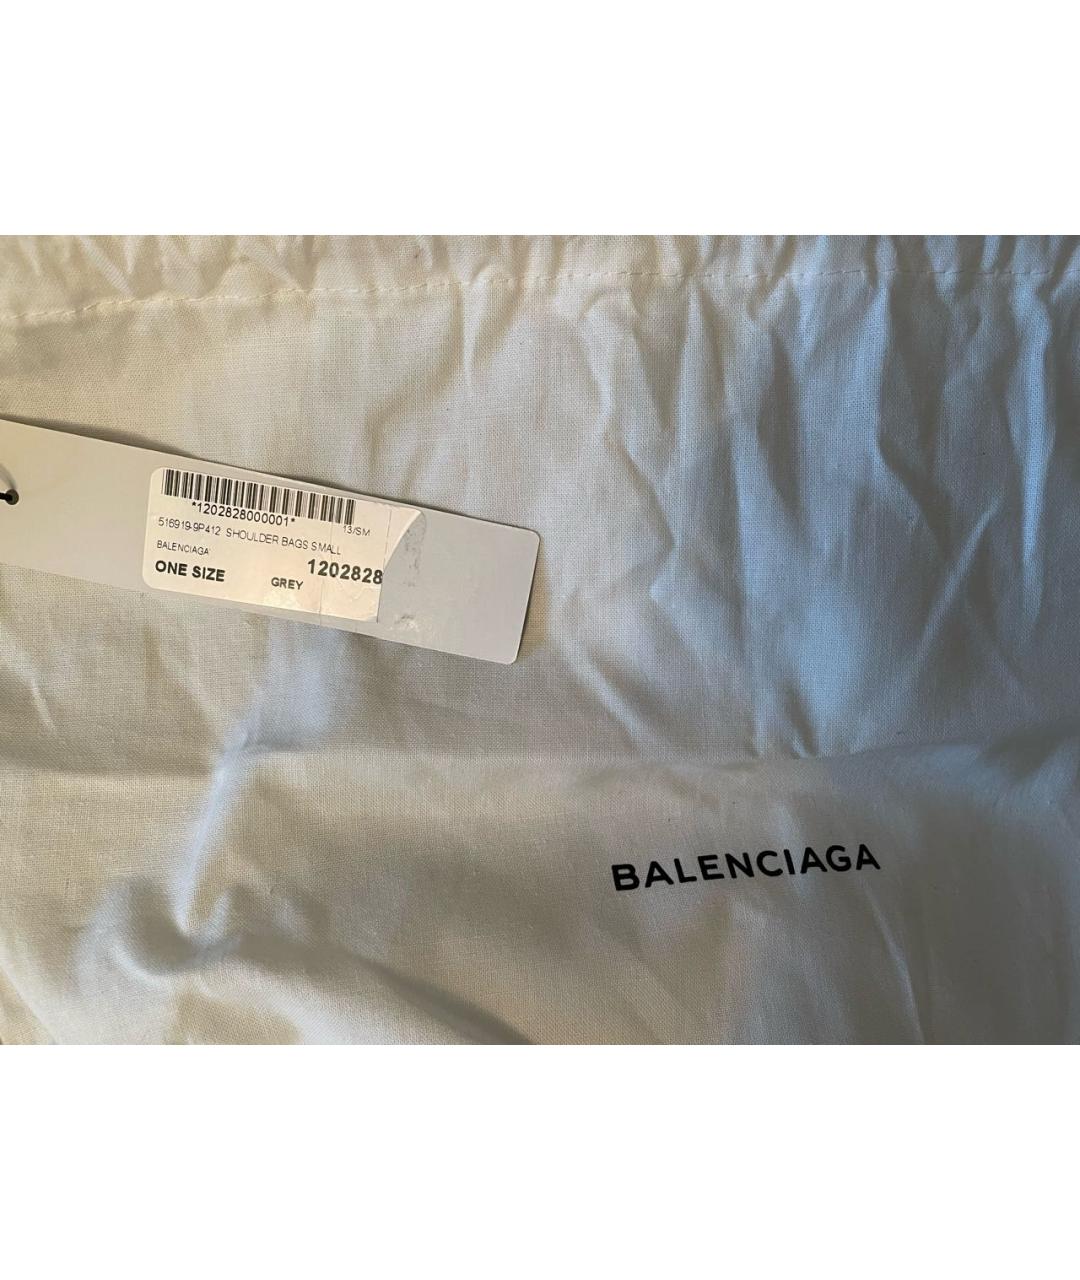 *1202828000001*
13/SM
516919-9P412 SHOULDER BAGS SMALL
BALENCIAGA
ONE SIZE GREY 1202828
BALENCIAGA